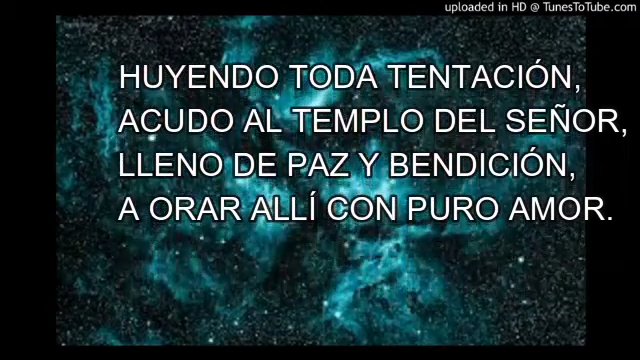 uploaded in HD @ TunesToTube.com
HUYENDO TODA TENTACIÓN,
ACUDO AL TEMPLO DEL SEÑOR,
LLENO DE PAZ Y BENDICIÓN,
A ORAR ALLÍ CON PURO AMOR.